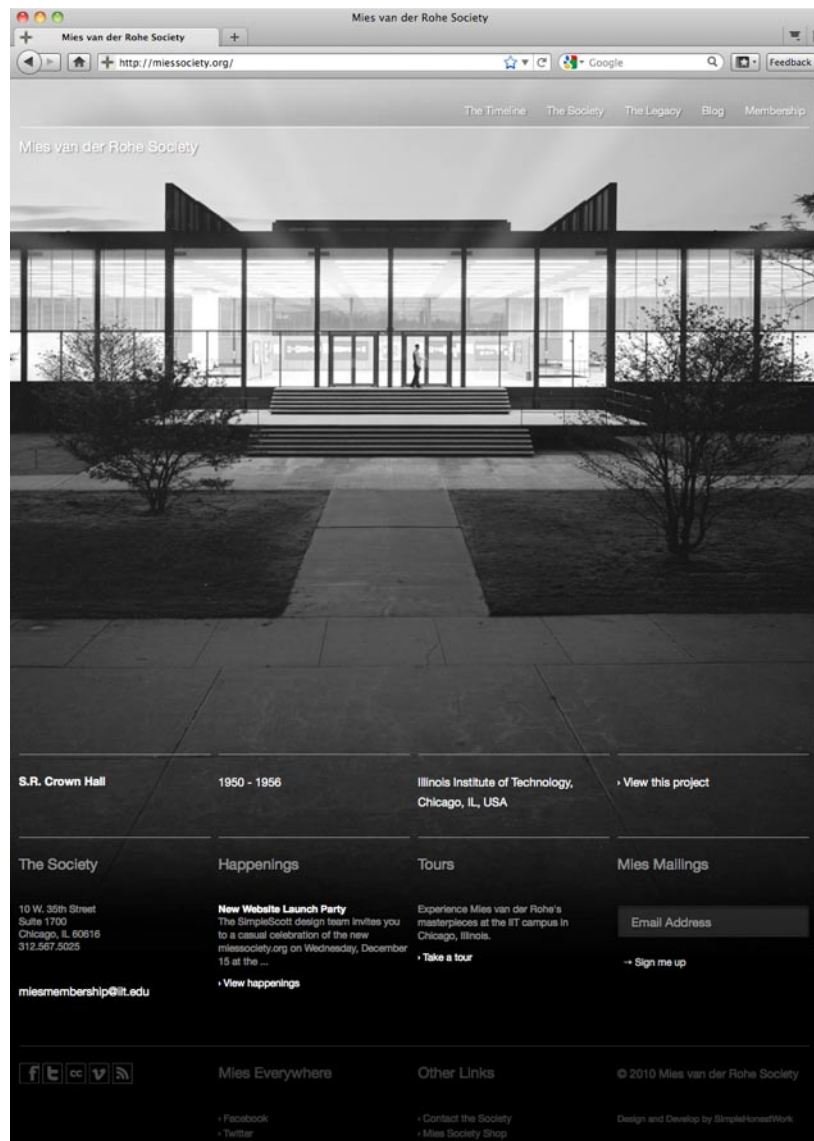 Mies van der Rohe Society
Mies van der Rohe Society
http://miessociety.org/
Google
Feedback
The Timeline The Society The Legacy Blog Membership
Mies van der Rohe Society
S.R. Crown Hall
1950 - 1956
Illinois Institute of Technology,
Chicago, IL, USA
› View this project
The Society
10 W. 35th Street
Suite 1700
Chicago, IL 60616
312.567.5025
miesmembership@iit.edu
Happenings
New Website Launch Party
The SimpleScott design team invites you
to a casual celebration of the new
miessociety.org on Wednesday, December
15 at the ...
› View happenings
Tours
Experience Mies van der Rohe's
masterpieces at the IIT campus in
Chicago, Illinois.
› Take a tour
Mies Mailings
Email Address
→ Sign me up
f t cc v
Mies Everywhere
› Facebook
› Twitter
Other Links
› Contact the Society
› Mies Society Shop
© 2010 Mies van der Rohe Society
Design and Develop by SimpleHonestWork